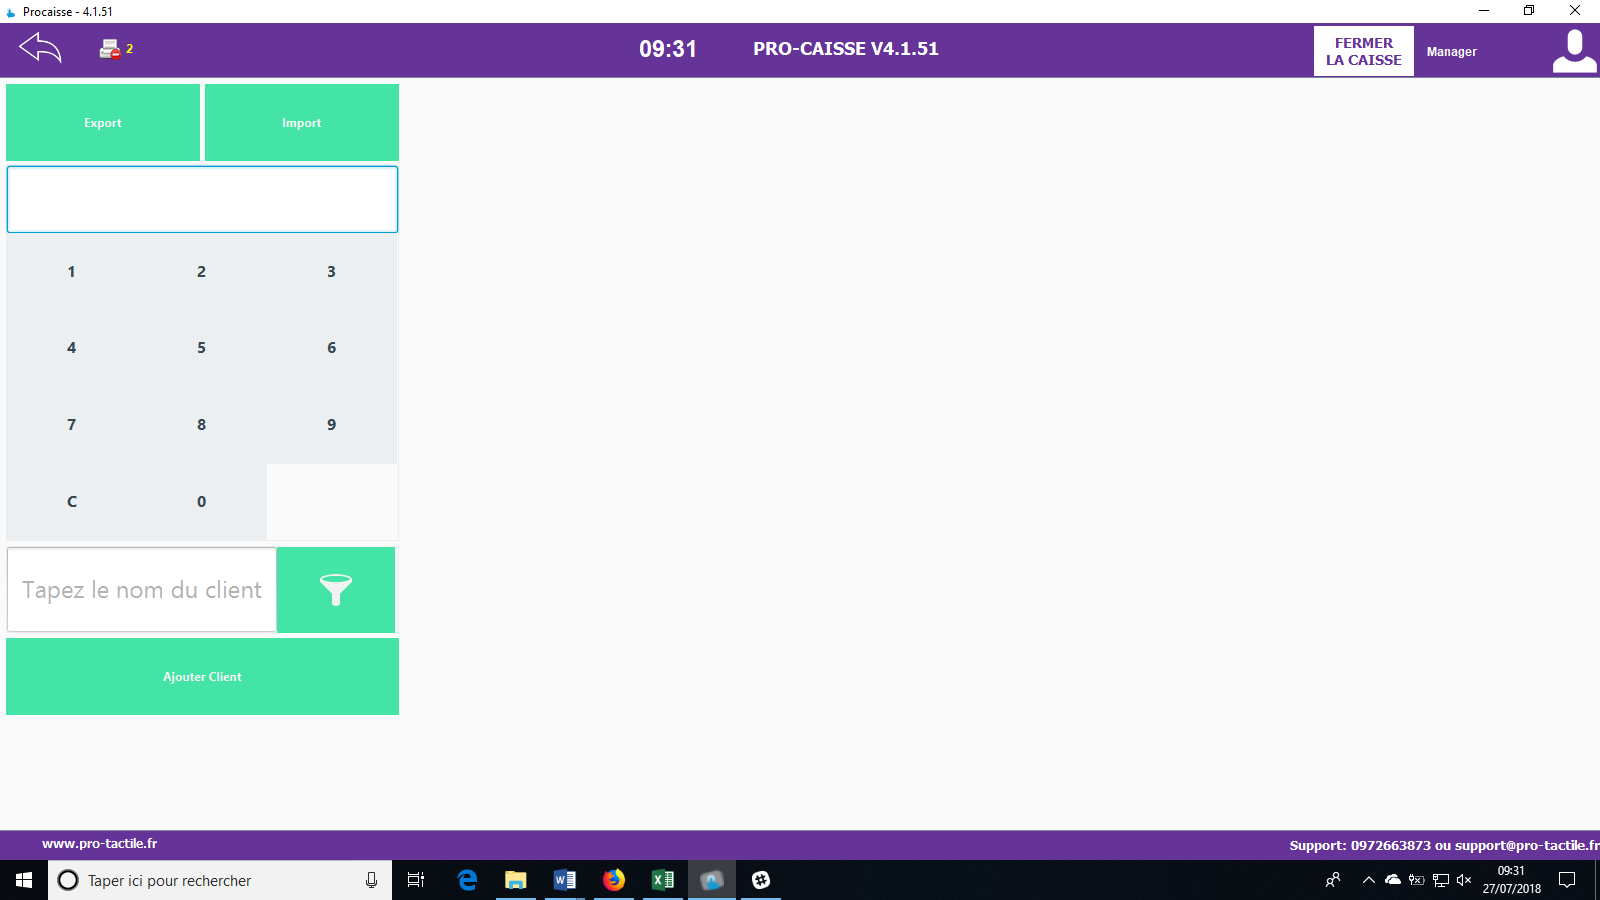 Procaisse - 4.1.51
2
09:31
PRO-CAISSE V4.1.51
FERMER
LA CAISSE
Manager
Export
Import
1 2 3
4 5 6
7 8 9
C 0
Tapez le nom du client
Ajouter Client
www.pro-tactile.fr
Support: 0972663873 ou support@pro-tactile.fr
Taper ici pour rechercher
09:31
27/07/2018